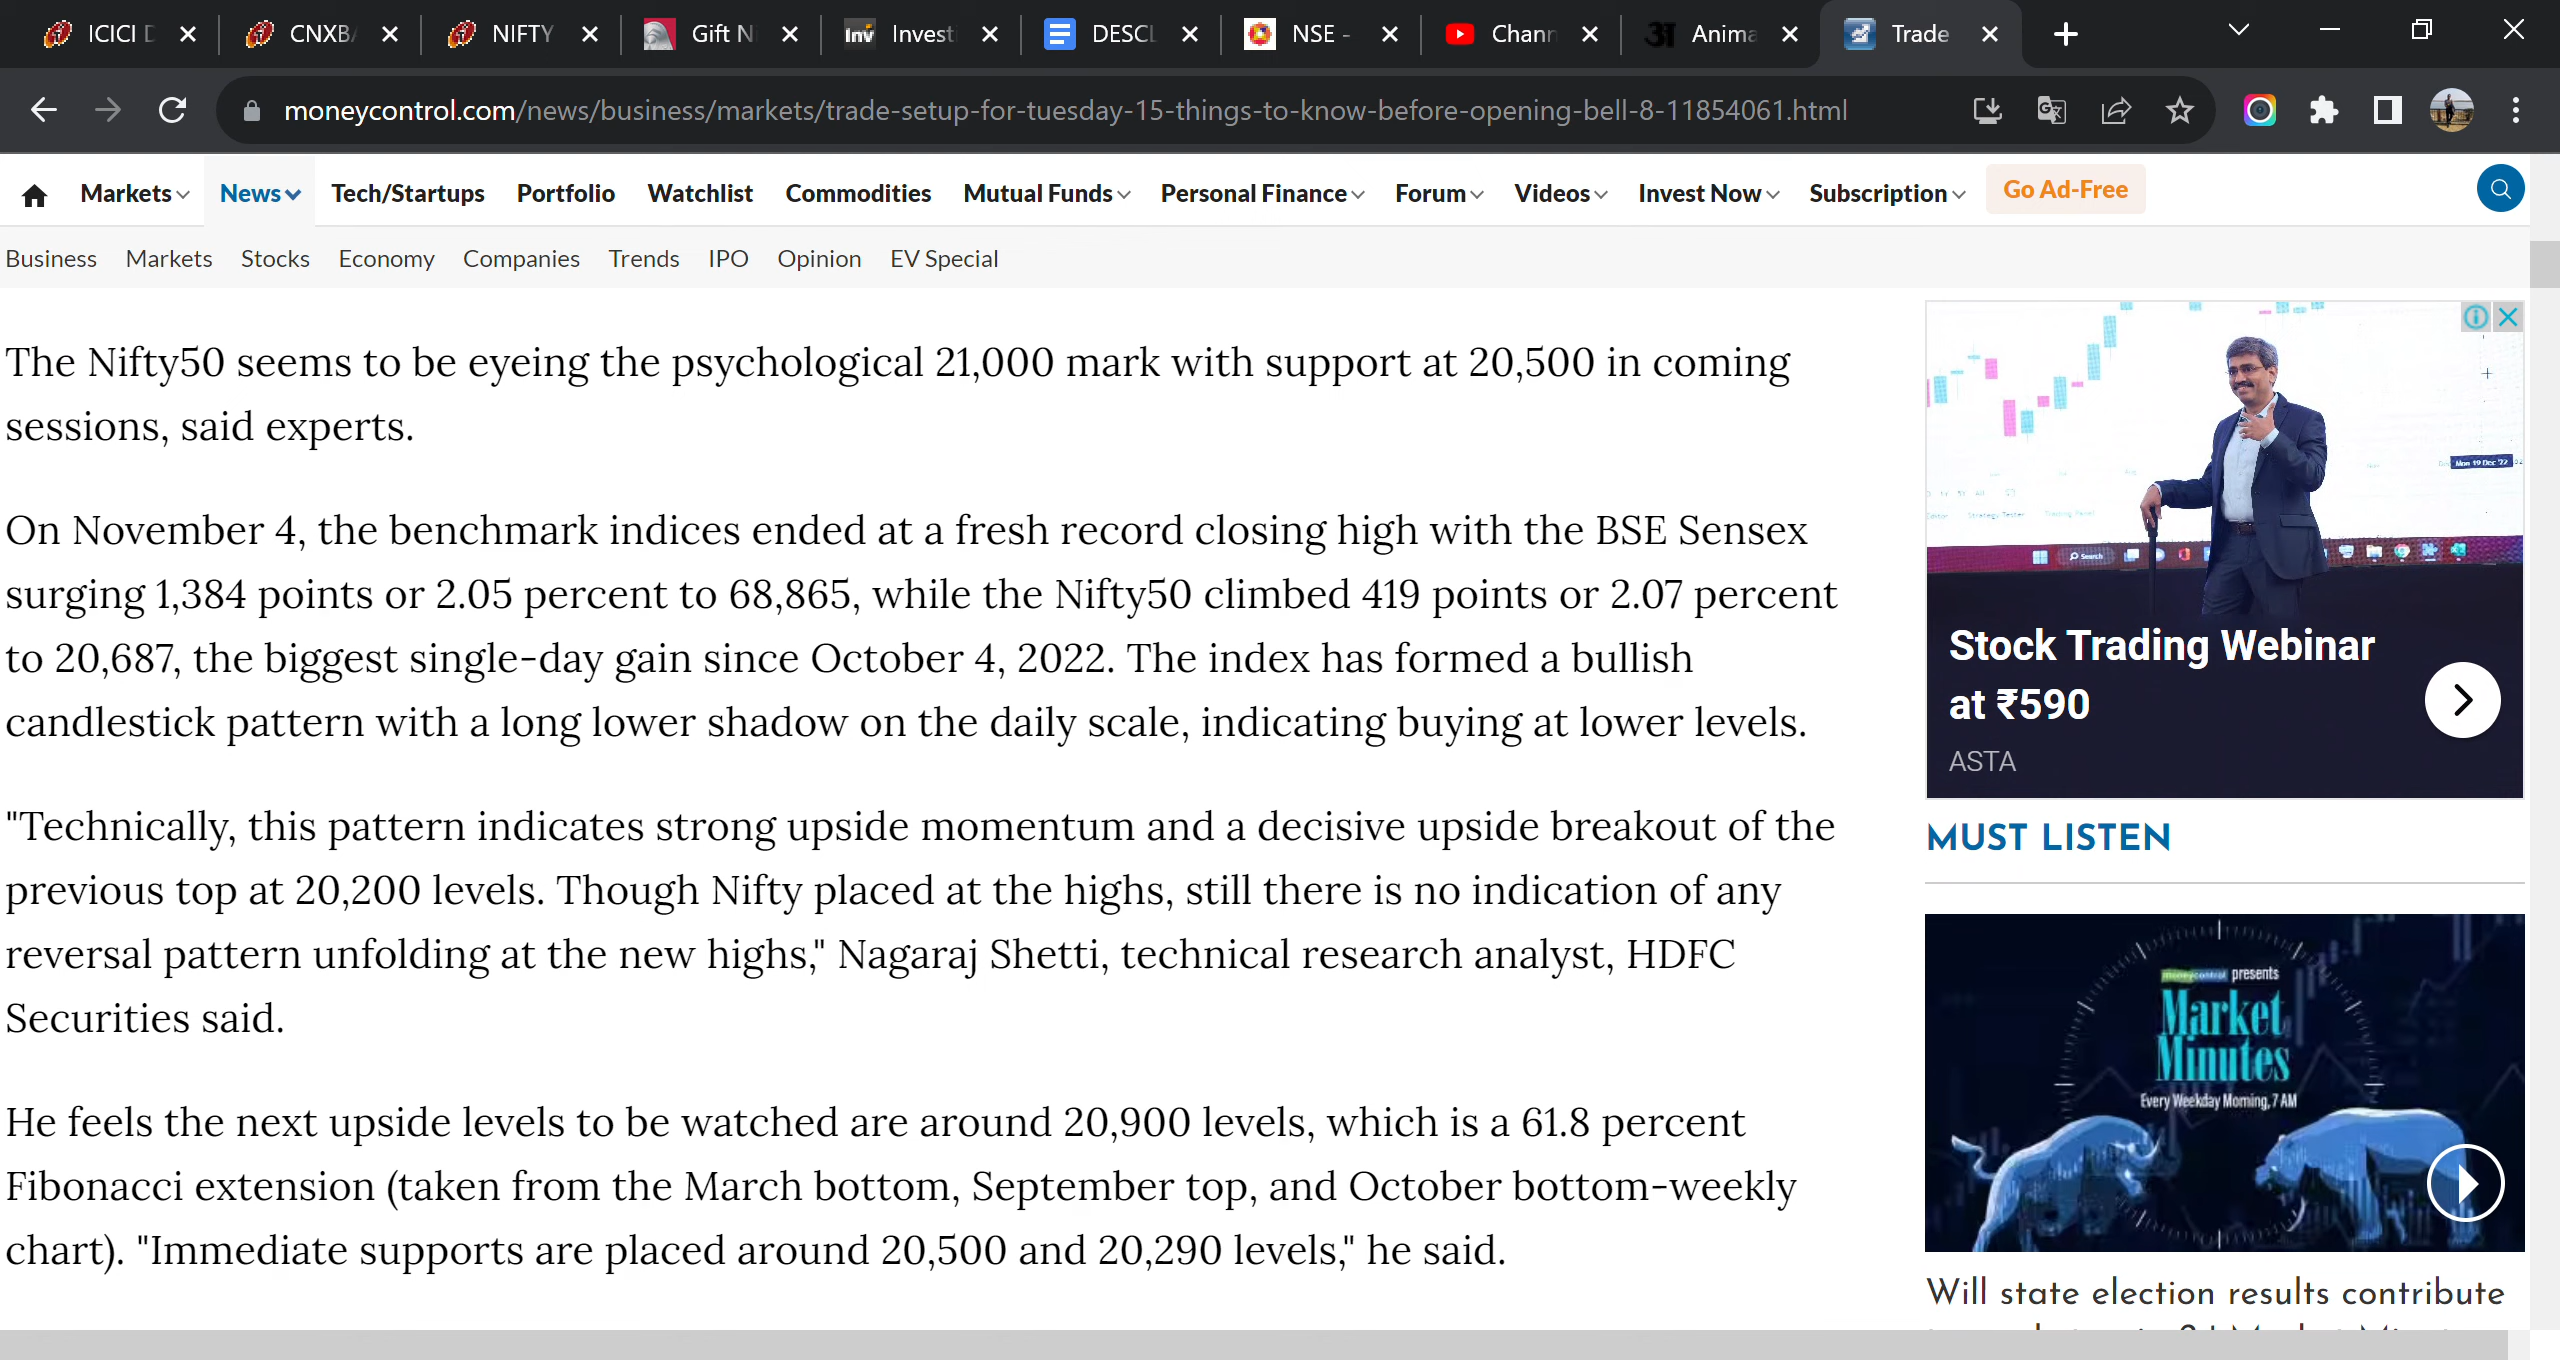 ICICI D
CNXBA
NIFTY
Gift Ni
Invest
DESCL
NSE -
Chann
Anima
Trade
moneycontrol.com/news/business/markets/trade-setup-for-tuesday-15-things-to-know-before-opening-bell-8-11854061.html
Markets News Tech/Startups Portfolio Watchlist Commodities Mutual Funds Personal Finance Forum Videos Invest Now Subscription Go Ad-Free
Business Markets Stocks Economy Companies Trends IPO Opinion EV Special
The Nifty50 seems to be eyeing the psychological 21,000 mark with support at 20,500 in coming
sessions, said experts.
On November 4, the benchmark indices ended at a fresh record closing high with the BSE Sensex
surging 1,384 points or 2.05 percent to 68,865, while the Nifty50 climbed 419 points or 2.07 percent
to 20,687, the biggest single-day gain since October 4, 2022. The index has formed a bullish
candlestick pattern with a long lower shadow on the daily scale, indicating buying at lower levels.
"Technically, this pattern indicates strong upside momentum and a decisive upside breakout of the
previous top at 20,200 levels. Though Nifty placed at the highs, still there is no indication of any
reversal pattern unfolding at the new highs," Nagaraj Shetti, technical research analyst, HDFC
Securities said.
He feels the next upside levels to be watched are around 20,900 levels, which is a 61.8 percent
Fibonacci extension (taken from the March bottom, September top, and October bottom-weekly
chart). "Immediate supports are placed around 20,500 and 20,290 levels," he said.
Mon 19 Dec '22
Strategy Tester Trading Panel
Search
Stock Trading Webinar
at ₹590
ASTA
MUST LISTEN
moneycontrol presents
Market
Minutes
Every Weekday Morning, 7 AM
Will state election results contribute